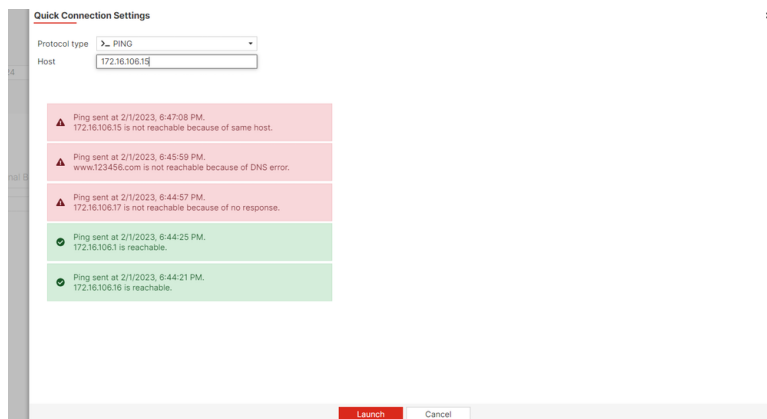 Quick Connection Settings
Protocol type >_ PING
Host 172.16.106.15
Ping sent at 2/1/2023, 6:47:08 PM.
172.16.106.15 is not reachable because of same host.
Ping sent at 2/1/2023, 6:45:59 PM.
www.123456.com is not reachable because of DNS error.
Ping sent at 2/1/2023, 6:44:57 PM.
172.16.106.17 is not reachable because of no response.
Ping sent at 2/1/2023, 6:44:25 PM.
172.16.106.1 is reachable.
Ping sent at 2/1/2023, 6:44:21 PM.
172.16.106.16 is reachable.
Launch Cancel